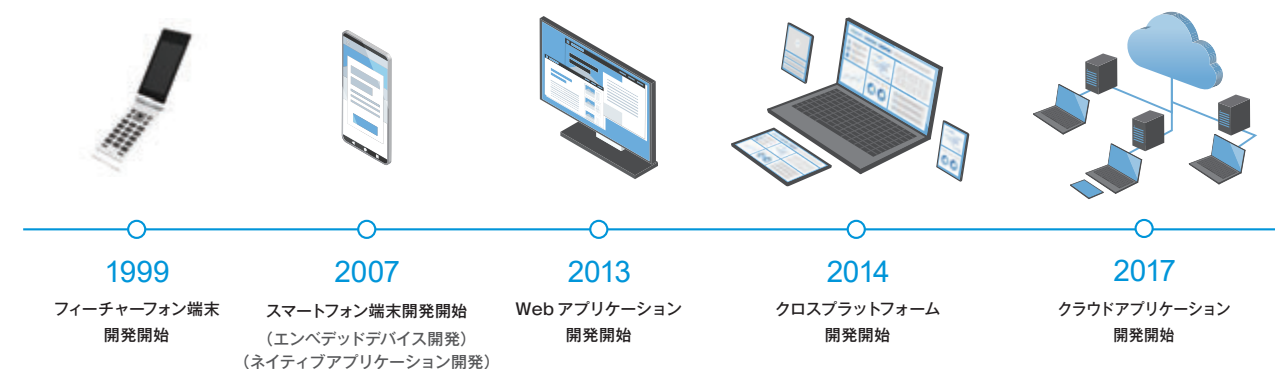 1999
フィーチャーフォン端末
開発開始
2007
スマートフォン端末開発開始
（エンベデッドデバイス開発）
（ネイティブアプリケーション開発）
2013
Web アプリケーション
開発開始
2014
クロスプラットフォーム
開発開始
2017
クラウドアプリケーション
開発開始